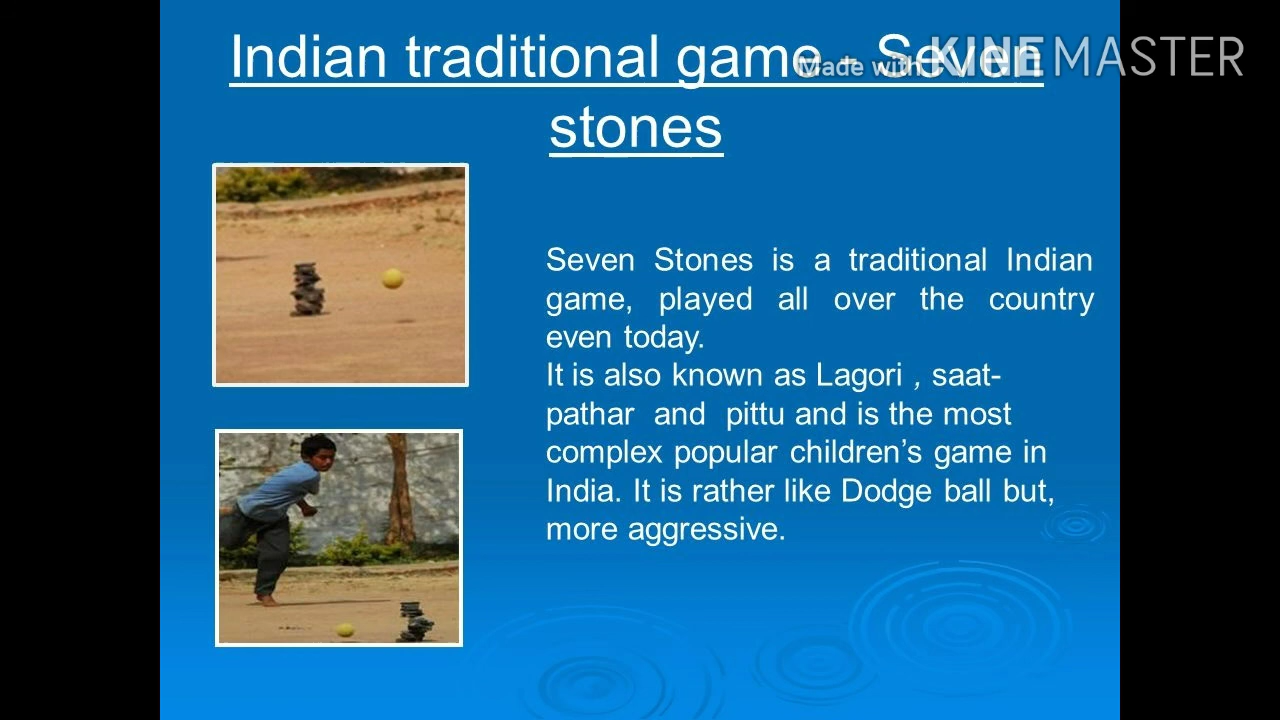 Indian traditional game - Seven
stones
Made with KINEMASTER
Seven Stones is a traditional Indian
game, played all over the country
even today.
It is also known as Lagori , saat-
pathar and pittu and is the most
complex popular children’s game in
India. It is rather like Dodge ball but,
more aggressive.